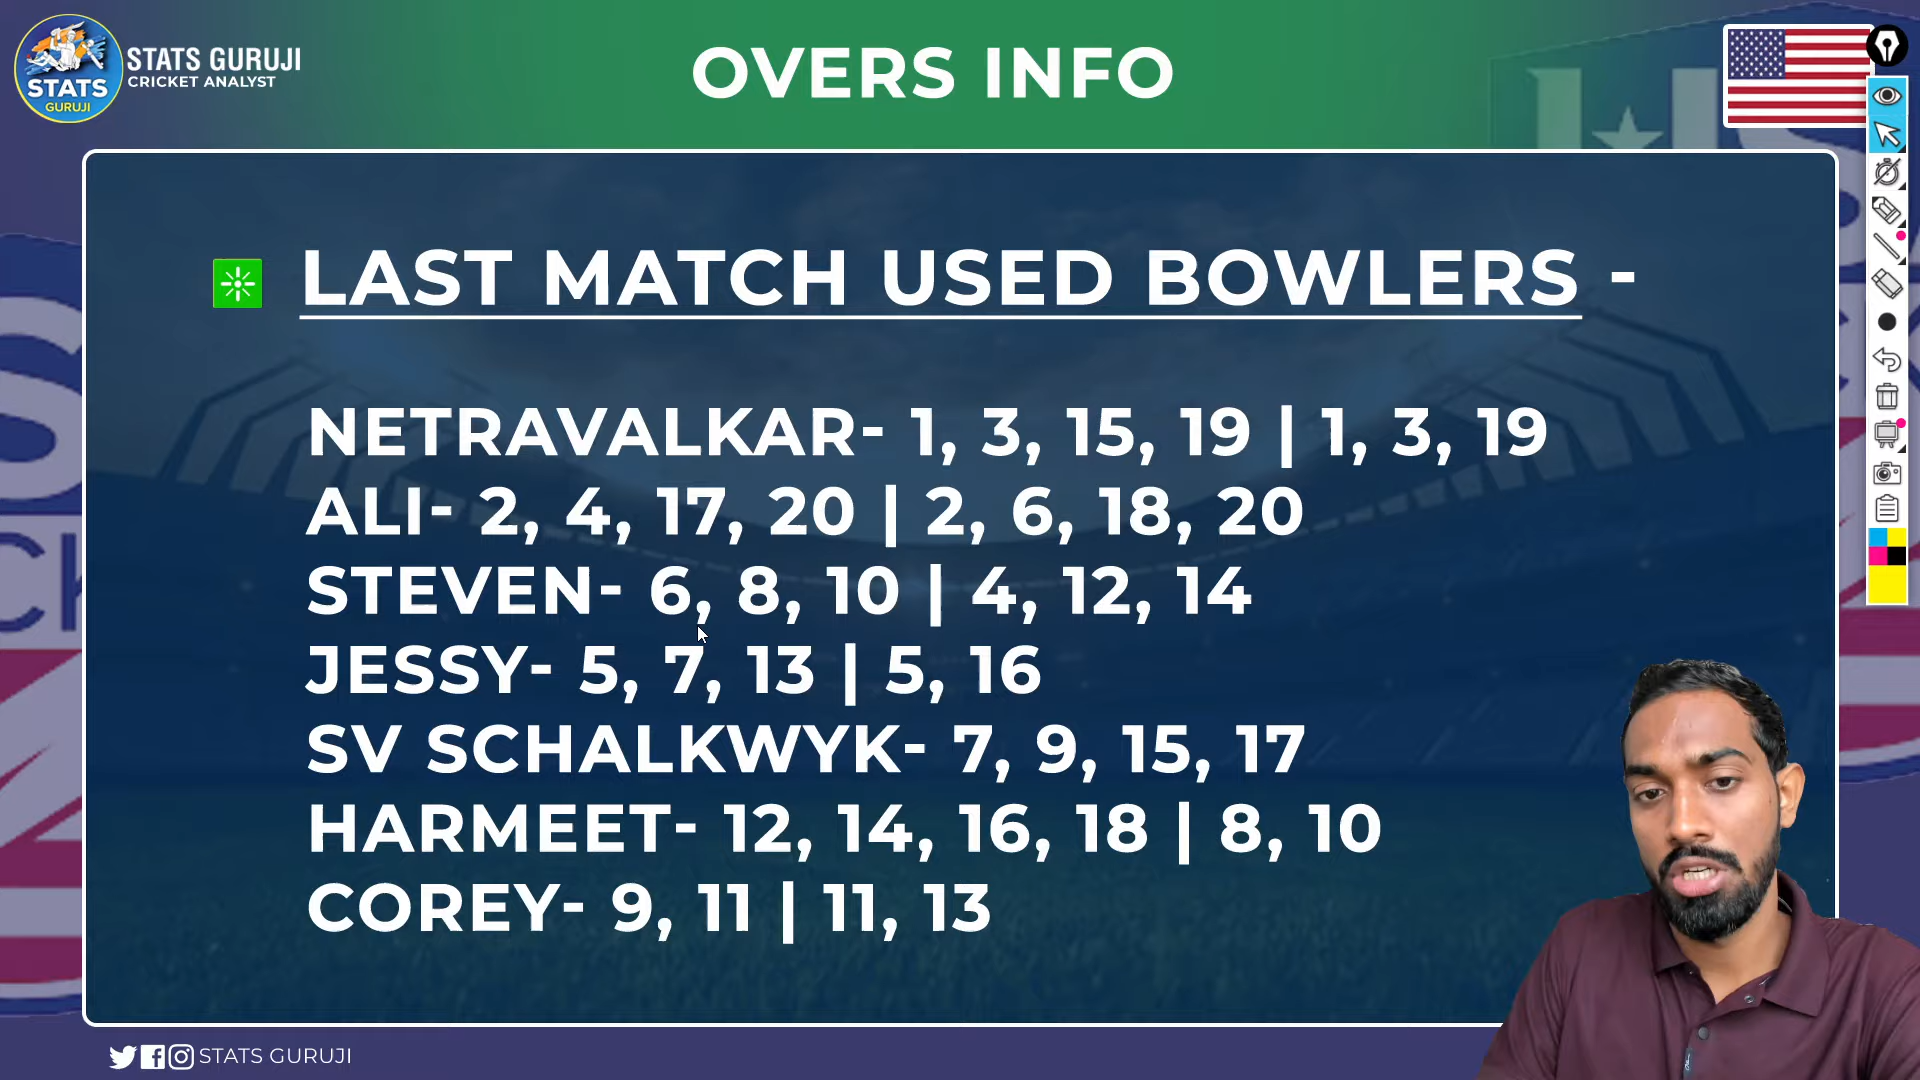 STATS GURUJI
CRICKET ANALYST
STATS
GURUJI
OVERS INFO
LAST MATCH USED BOWLERS -
NETRAVALKAR- 1, 3, 15, 19 | 1, 3, 19
ALI- 2, 4, 17, 20 | 2, 6, 18, 20
STEVEN- 6, 8, 10 | 4, 12, 14
JESSY- 5, 7, 13 | 5, 16
SV SCHALKWYK- 7, 9, 15, 17
HARMEET- 12, 14, 16, 18 | 8, 10
COREY- 9, 11 | 11, 13
STATS GURUJI